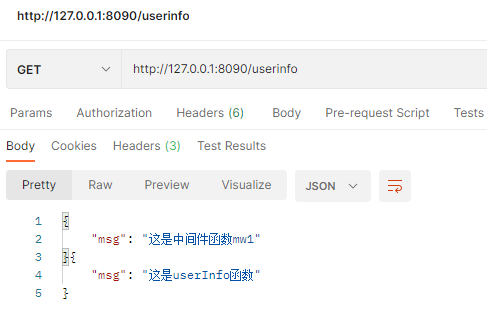 http://127.0.0.1:8090/userinfo
GET http://127.0.0.1:8090/userinfo
Params Authorization Headers (6) Body Pre-request Script Tests
Body Cookies Headers (3) Test Results
Pretty Raw Preview Visualize JSON
1 {
2 "msg": "这是中间件函数mw1"
3 }{
4 "msg": "这是userInfo函数"
5 }